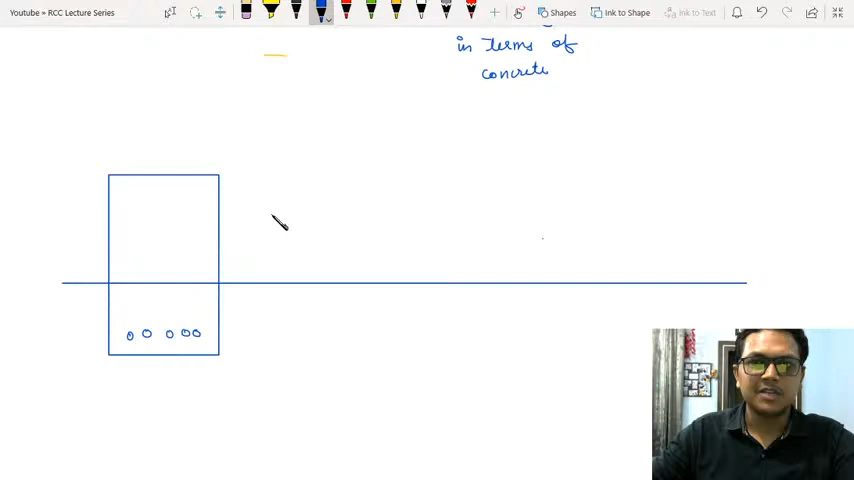 Youtube » RCC Lecture Series
Shapes
Ink to Shape
Ink to Text
in terms of
concrete